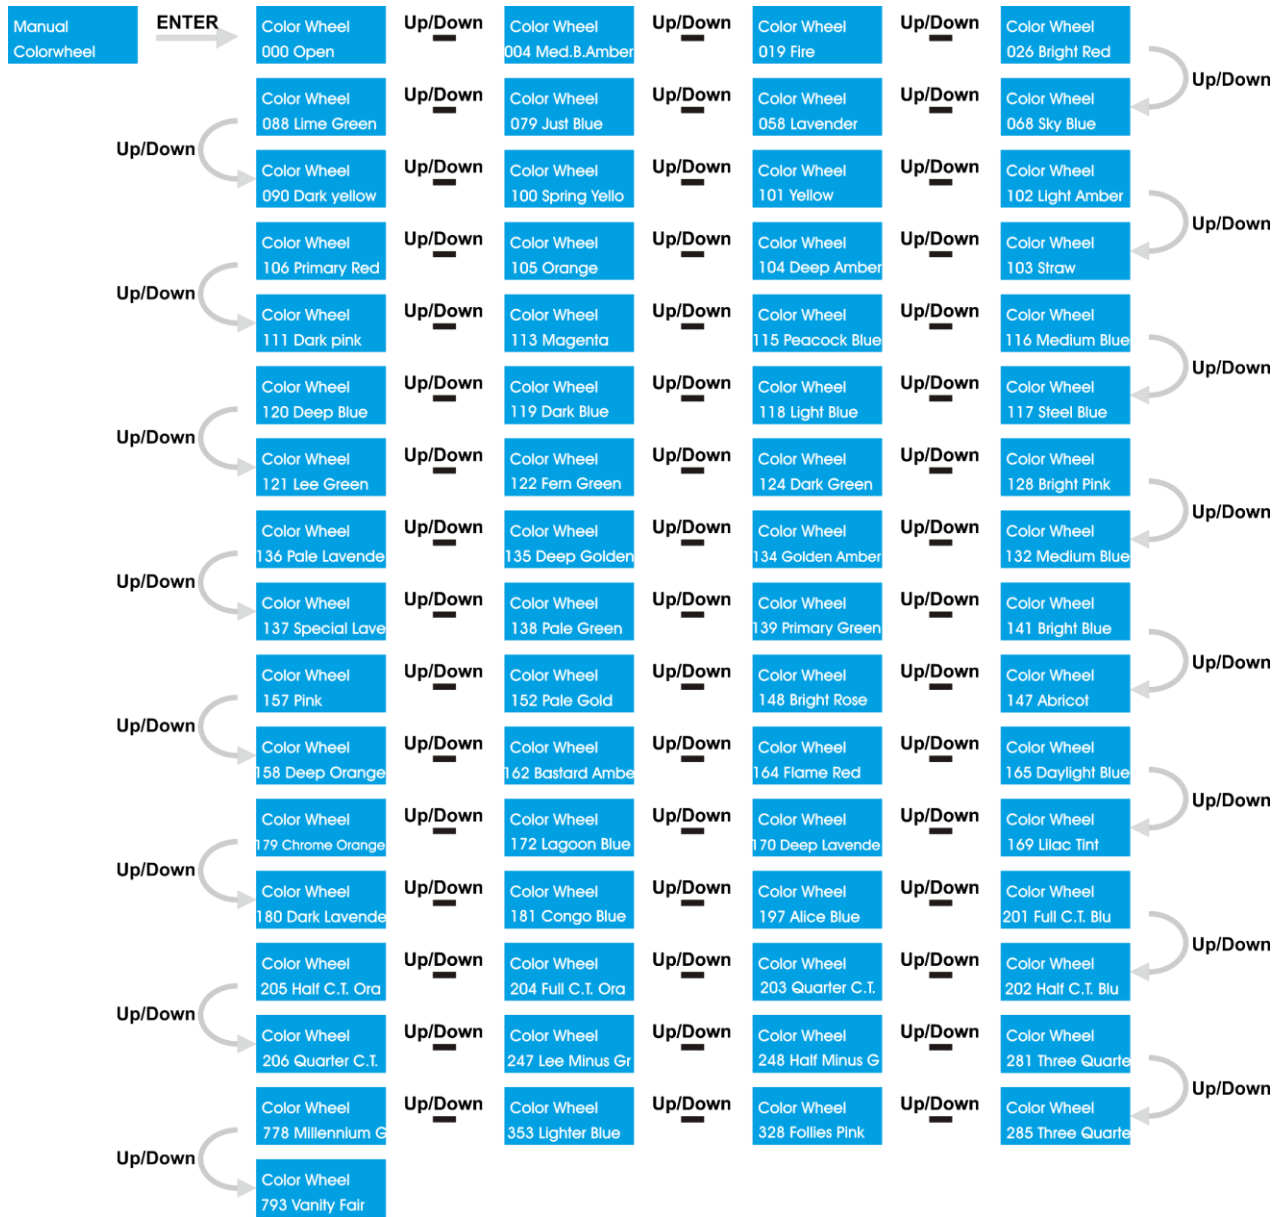 Manual
Colorwheel
ENTER
Color Wheel
000 Open
Up/Down
Color Wheel
004 Med.B.Amber
Up/Down
Color Wheel
019 Fire
Up/Down
Color Wheel
026 Bright Red
Up/Down
Color Wheel
088 Lime Green
Up/Down
Color Wheel
079 Just Blue
Up/Down
Color Wheel
058 Lavender
Up/Down
Color Wheel
068 Sky Blue
Up/Down
Color Wheel
090 Dark yellow
Up/Down
Color Wheel
100 Spring Yello
Up/Down
Color Wheel
101 Yellow
Up/Down
Color Wheel
102 Light Amber
Up/Down
Color Wheel
106 Primary Red
Up/Down
Color Wheel
105 Orange
Up/Down
Color Wheel
104 Deep Amber
Up/Down
Color Wheel
103 Straw
Up/Down
Color Wheel
111 Dark pink
Up/Down
Color Wheel
113 Magenta
Up/Down
Color Wheel
115 Peacock Blue
Up/Down
Color Wheel
116 Medium Blue
Up/Down
Color Wheel
120 Deep Blue
Up/Down
Color Wheel
119 Dark Blue
Up/Down
Color Wheel
118 Light Blue
Up/Down
Color Wheel
117 Steel Blue
Up/Down
Color Wheel
121 Lee Green
Up/Down
Color Wheel
122 Fern Green
Up/Down
Color Wheel
124 Dark Green
Up/Down
Color Wheel
128 Bright Pink
Up/Down
Color Wheel
136 Pale Lavende
Up/Down
Color Wheel
135 Deep Golden
Up/Down
Color Wheel
134 Golden Amber
Up/Down
Color Wheel
132 Medium Blue
Up/Down
Color Wheel
137 Special Lave
Up/Down
Color Wheel
138 Pale Green
Up/Down
Color Wheel
139 Primary Green
Up/Down
Color Wheel
141 Bright Blue
Up/Down
Color Wheel
157 Pink
Up/Down
Color Wheel
152 Pale Gold
Up/Down
Color Wheel
148 Bright Rose
Up/Down
Color Wheel
147 Abricot
Up/Down
Color Wheel
158 Deep Orange
Up/Down
Color Wheel
162 Bastard Ambe
Up/Down
Color Wheel
164 Flame Red
Up/Down
Color Wheel
165 Daylight Blue
Up/Down
Color Wheel
179 Chrome Orange
Up/Down
Color Wheel
172 Lagoon Blue
Up/Down
Color Wheel
170 Deep Lavende
Up/Down
Color Wheel
169 Lilac Tint
Up/Down
Color Wheel
180 Dark Lavende
Up/Down
Color Wheel
181 Congo Blue
Up/Down
Color Wheel
197 Alice Blue
Up/Down
Color Wheel
201 Full C.T. Blu
Up/Down
Color Wheel
205 Half C.T. Ora
Up/Down
Color Wheel
204 Full C.T. Ora
Up/Down
Color Wheel
203 Quarter C.T.
Up/Down
Color Wheel
202 Half C.T. Blu
Up/Down
Color Wheel
206 Quarter C.T.
Up/Down
Color Wheel
247 Lee Minus Gr
Up/Down
Color Wheel
248 Half Minus G
Up/Down
Color Wheel
281 Three Quarte
Up/Down
Color Wheel
778 Millennium G
Up/Down
Color Wheel
353 Lighter Blue
Up/Down
Color Wheel
328 Follies Pink
Up/Down
Color Wheel
285 Three Quarte
Up/Down
Color Wheel
793 Vanity Fair